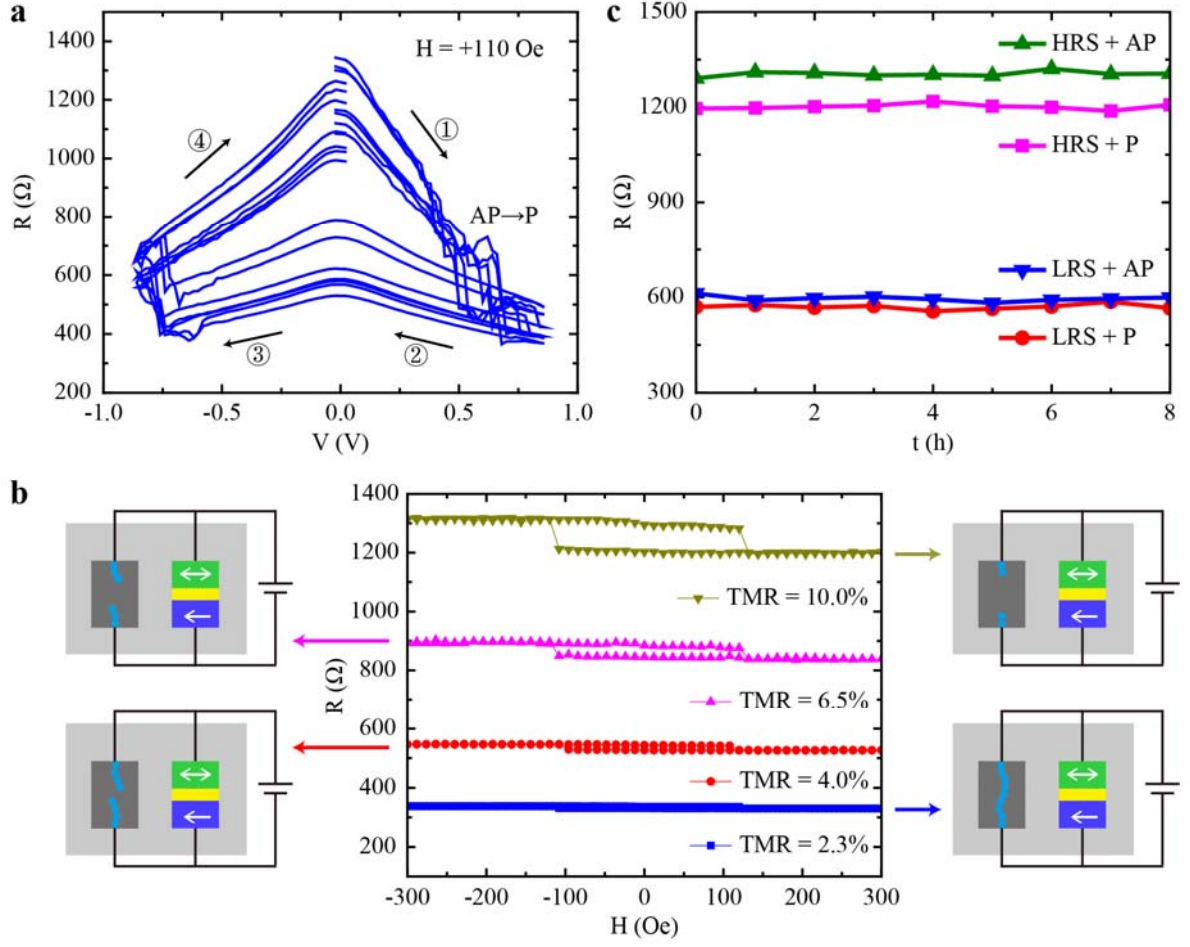 a
H = +110 Oe
①
④
AP→P
③
②
R (Ω)
1400
1200
1000
800
600
400
200
-1.0
-0.5
0.0
0.5
1.0
V (V)
c
HRS + AP
HRS + P
LRS + AP
LRS + P
R (Ω)
1500
1200
900
600
300
0
2
4
6
8
t (h)
b
R (Ω)
1400
1200
1000
800
600
400
200
TMR = 10.0%
TMR = 6.5%
TMR = 4.0%
TMR = 2.3%
-300
-200
-100
0
100
200
300
H (Oe)